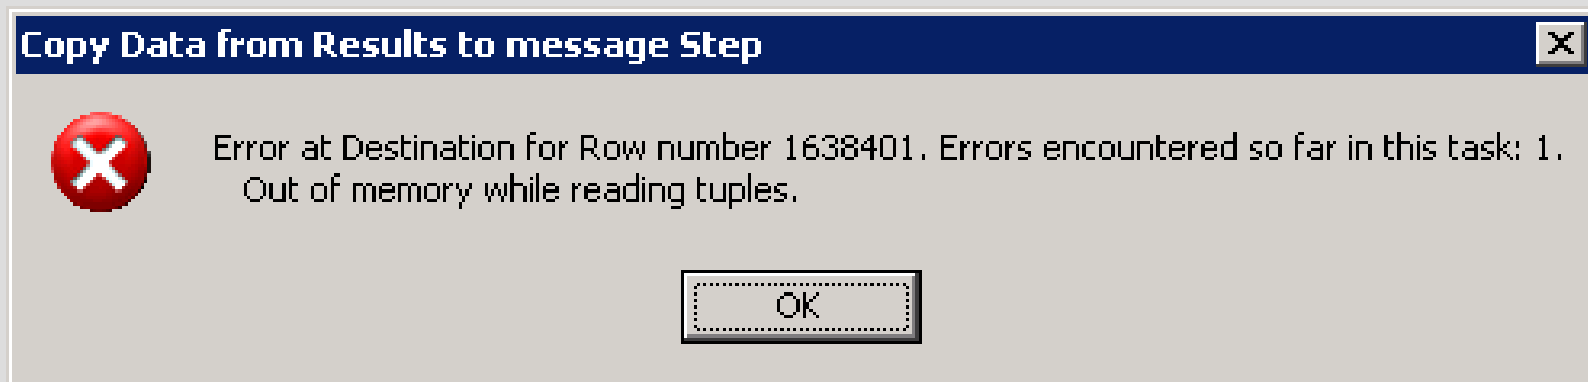 Copy Data from Results to message Step
Error at Destination for Row number 1638401. Errors encountered so far in this task: 1.
Out of memory while reading tuples.
OK